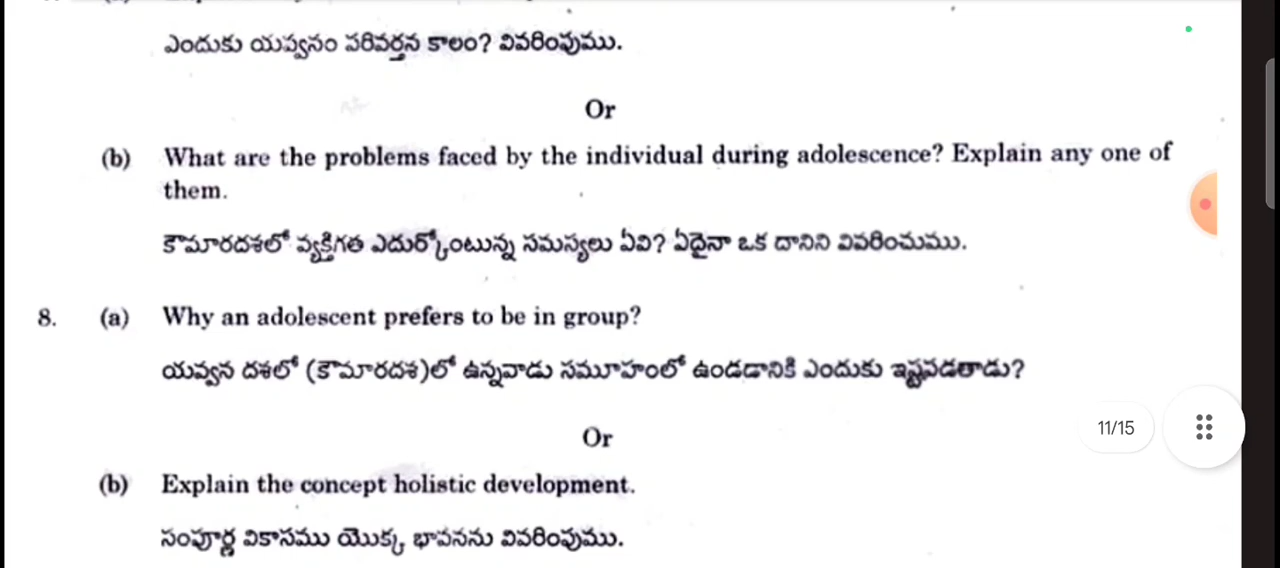 ఎందుకు యవ్వనం పరివర్తన కాలం? వివరింపుము.
Or
(b) What are the problems faced by the individual during adolescence? Explain any one of
them.
కౌమారదశలో వ్యక్తిగత ఎదుర్కోంటున్న సమస్యలు ఏవి? ఏదైనా ఒక దానిని వివరించుము.
8. (a) Why an adolescent prefers to be in group?
యవ్వన దశలో (కౌమారదశ)లో ఉన్నవాడు సమూహంలో ఉండడానికి ఎందుకు ఇష్టపడతాడు?
Or
11/15
(b) Explain the concept holistic development.
సంపూర్ణ వికాసము యొక్క భావనను వివరింపుము.